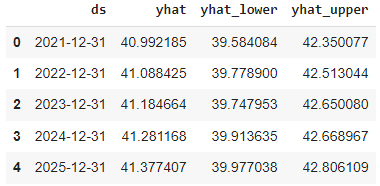 ds yhat yhat_lower yhat_upper
0 2021-12-31 40.992185 39.584084 42.350077
1 2022-12-31 41.088425 39.778900 42.513044
2 2023-12-31 41.184664 39.747953 42.650080
3 2024-12-31 41.281168 39.913635 42.668967
4 2025-12-31 41.377407 39.977038 42.806109